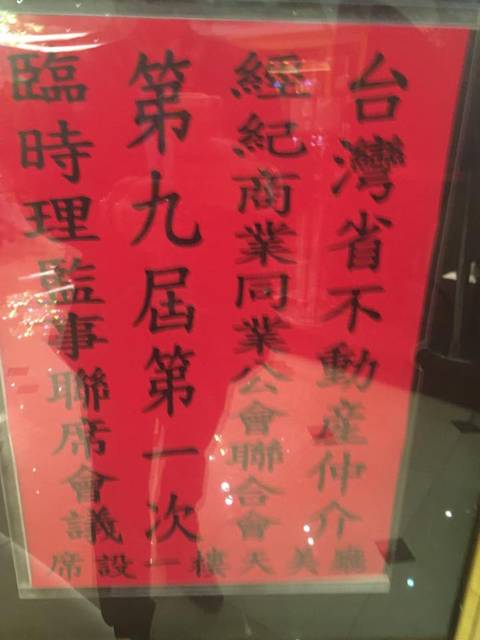 台灣省不動產仲介
經紀商業同業公會聯合會
第九屆第一次
臨時理監事聯席會議
席設一樓天美廳